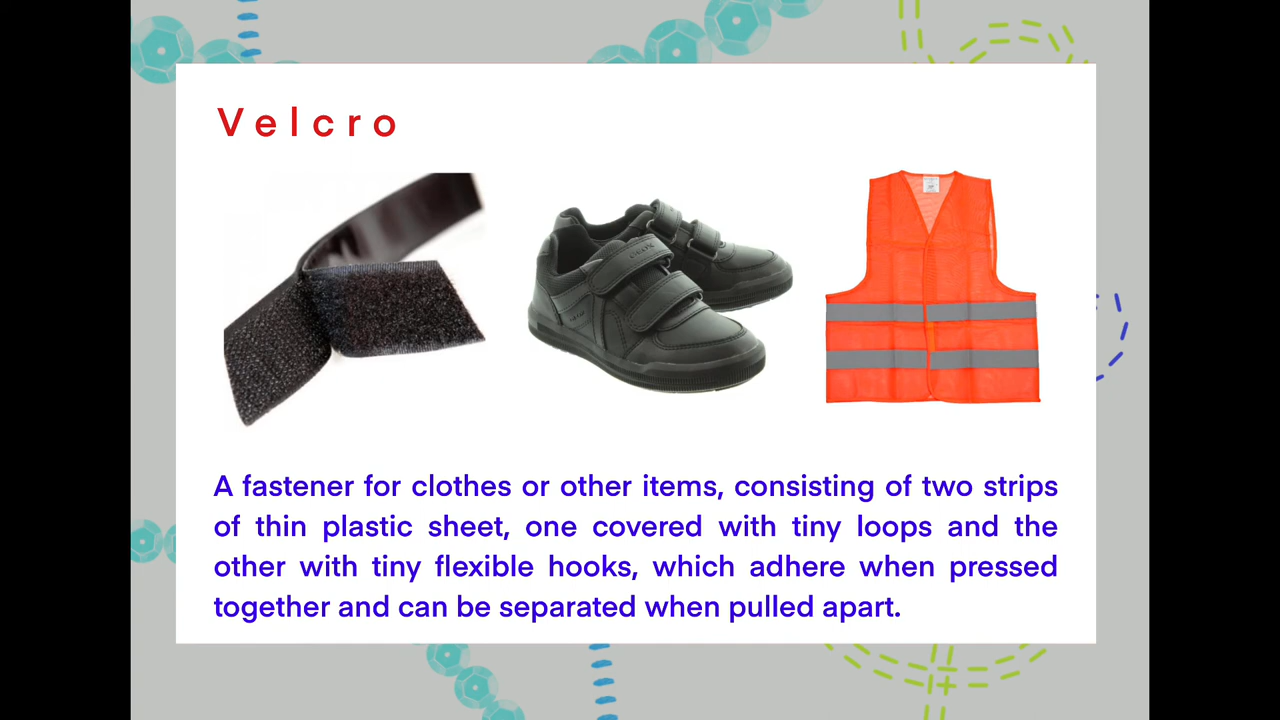 Velcro
A fastener for clothes or other items, consisting of two strips
of thin plastic sheet, one covered with tiny loops and the
other with tiny flexible hooks, which adhere when pressed
together and can be separated when pulled apart.